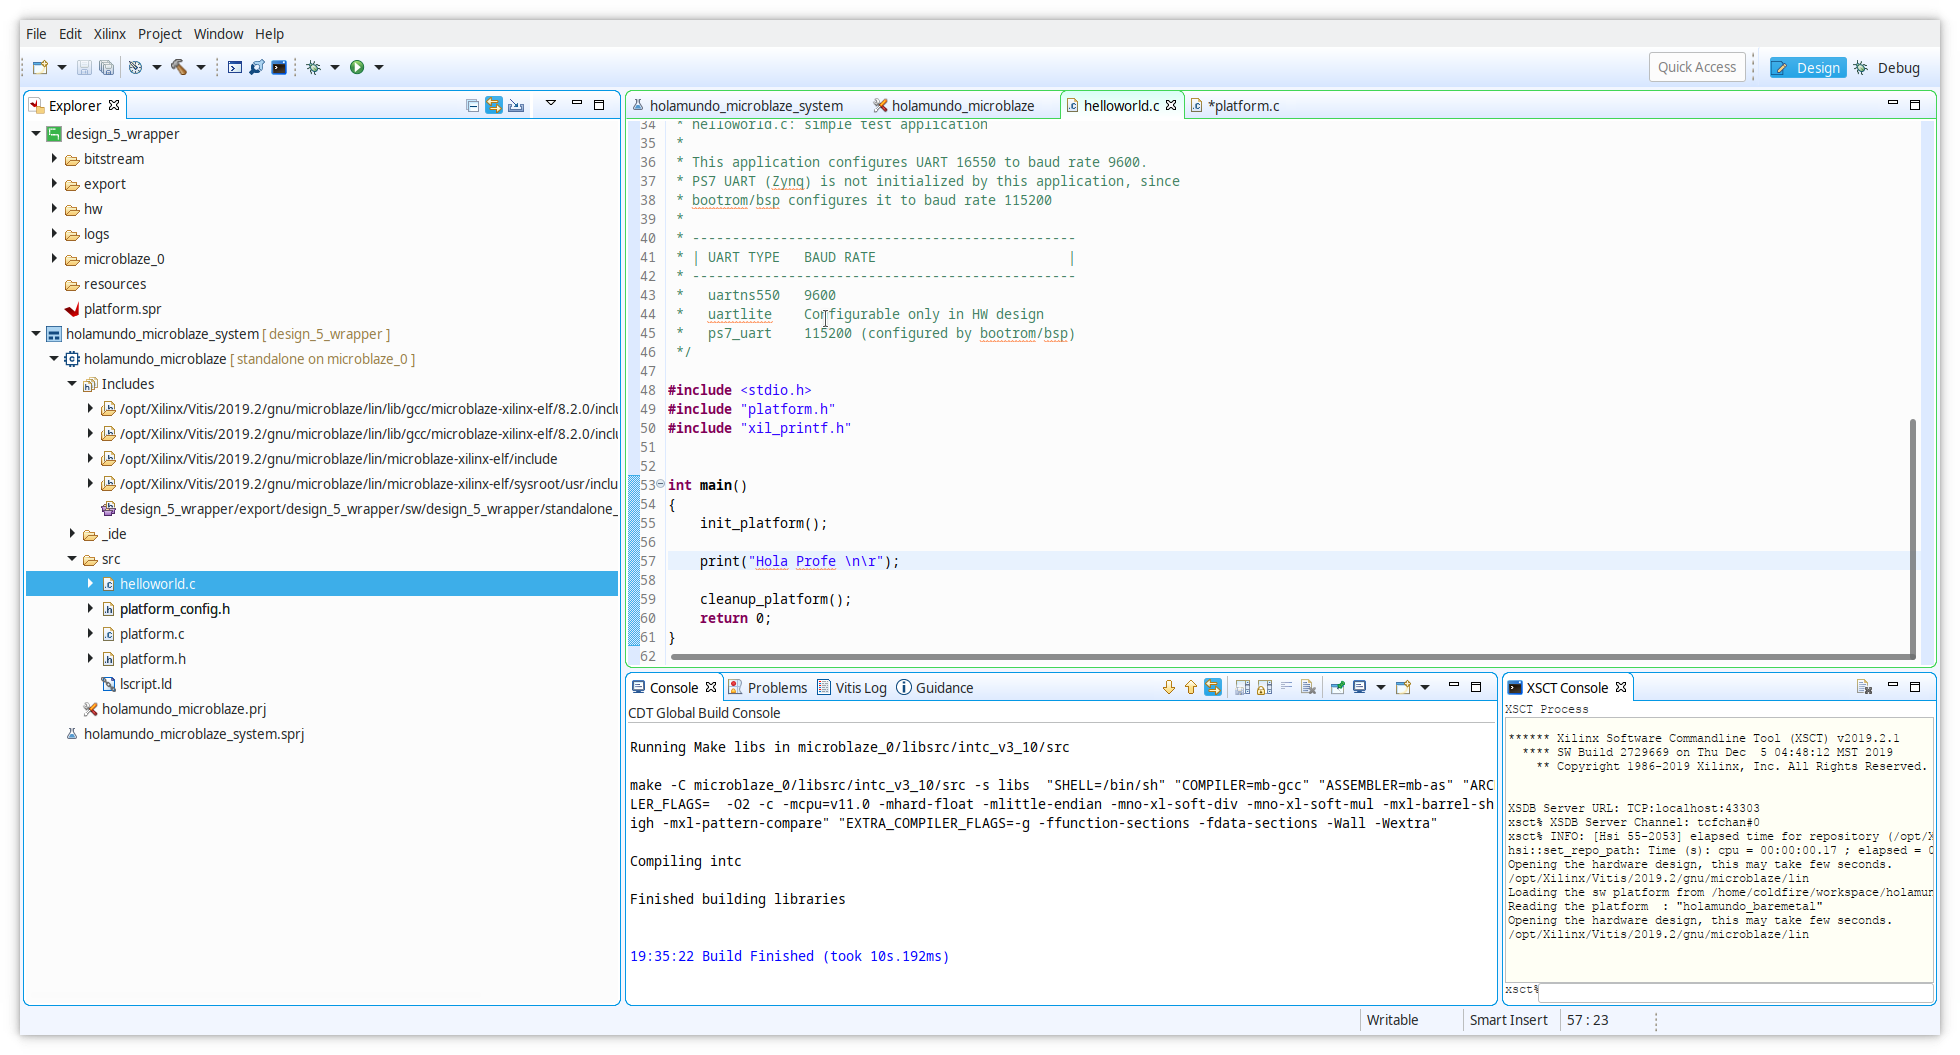 File Edit Xilinx Project Window Help
Quick Access Design Debug
Explorer
design_5_wrapper
bitstream
export
hw
logs
microblaze_0
resources
platform.spr
holamundo_microblaze_system [ design_5_wrapper ]
holamundo_microblaze [ standalone on microblaze_0 ]
Includes
/opt/Xilinx/Vitis/2019.2/gnu/microblaze/lin/lib/gcc/microblaze-xilinx-elf/8.2.0/inclu
/opt/Xilinx/Vitis/2019.2/gnu/microblaze/lin/lib/gcc/microblaze-xilinx-elf/8.2.0/inclu
/opt/Xilinx/Vitis/2019.2/gnu/microblaze/lin/microblaze-xilinx-elf/include
/opt/Xilinx/Vitis/2019.2/gnu/microblaze/lin/microblaze-xilinx-elf/sysroot/usr/inclu
design_5_wrapper/export/design_5_wrapper/sw/design_5_wrapper/standalone_
_ide
src
helloworld.c
platform_config.h
platform.c
platform.h
lscript.ld
holamundo_microblaze.prj
holamundo_microblaze_system.sprj
holamundo_microblaze_system holamundo_microblaze helloworld.c *platform.c
34 * helloworld.c: simple test application
35 *
36 * This application configures UART 16550 to baud rate 9600.
37 * PS7 UART (Zynq) is not initialized by this application, since
38 * bootrom/bsp configures it to baud rate 115200
39 *
40 * ------------------------------------------------
41 * | UART TYPE   BAUD RATE                        |
42 * ------------------------------------------------
43 *   uartns550   9600
44 *   uartlite    Configurable only in HW design
45 *   ps7_uart    115200 (configured by bootrom/bsp)
46 */
47
48 #include <stdio.h>
49 #include "platform.h"
50 #include "xil_printf.h"
51
52
53 int main()
54 {
55     init_platform();
56
57     print("Hola Profe \n\r");
58
59     cleanup_platform();
60     return 0;
61 }
62
Console Problems Vitis Log Guidance
CDT Global Build Console
Running Make libs in microblaze_0/libsrc/intc_v3_10/src
make -C microblaze_0/libsrc/intc_v3_10/src -s libs  "SHELL=/bin/sh" "COMPILER=mb-gcc" "ASSEMBLER=mb-as" "ARC
LER_FLAGS=  -O2 -c -mcpu=v11.0 -mhard-float -mlittle-endian -mno-xl-soft-div -mno-xl-soft-mul -mxl-barrel-sh
igh -mxl-pattern-compare" "EXTRA_COMPILER_FLAGS=-g -ffunction-sections -fdata-sections -Wall -Wextra"
Compiling intc
Finished building libraries
19:35:22 Build Finished (took 10s.192ms)
XSCT Console
XSCT Process
****** Xilinx Software Commandline Tool (XSCT) v2019.2.1
**** SW Build 2729669 on Thu Dec  5 04:48:12 MST 2019
** Copyright 1986-2019 Xilinx, Inc. All Rights Reserved.
XSDB Server URL: TCP:localhost:43303
xsct% XSDB Server Channel: tcfchan#0
xsct% INFO: [Hsi 55-2053] elapsed time for repository (/opt/X
hsi::set_repo_path: Time (s): cpu = 00:00:00.17 ; elapsed = 0
Opening the hardware design, this may take few seconds.
/opt/Xilinx/Vitis/2019.2/gnu/microblaze/lin
Loading the sw platform from /home/coldfire/workspace/holamun
Reading the platform  : "holamundo_baremetal"
Opening the hardware design, this may take few seconds.
/opt/Xilinx/Vitis/2019.2/gnu/microblaze/lin
xsct%
Writable Smart Insert 57 : 23